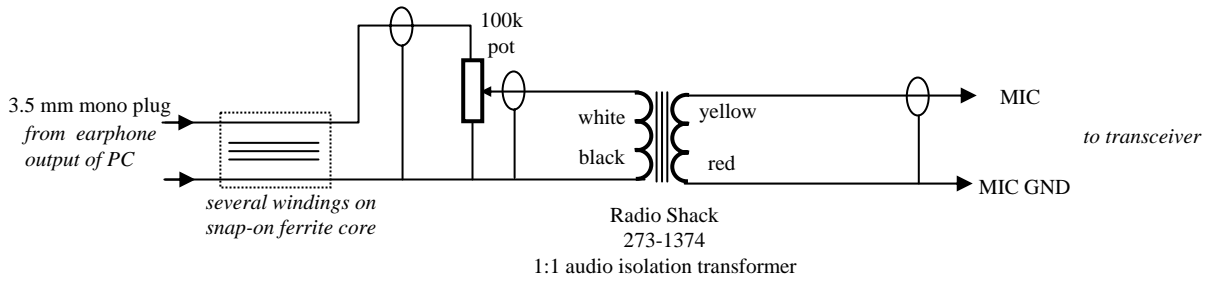 100k
pot
3.5 mm mono plug
from earphone
output of PC
white
black
yellow
red
MIC
to transceiver
MIC GND
several windings on
snap-on ferrite core
Radio Shack
273-1374
1:1 audio isolation transformer